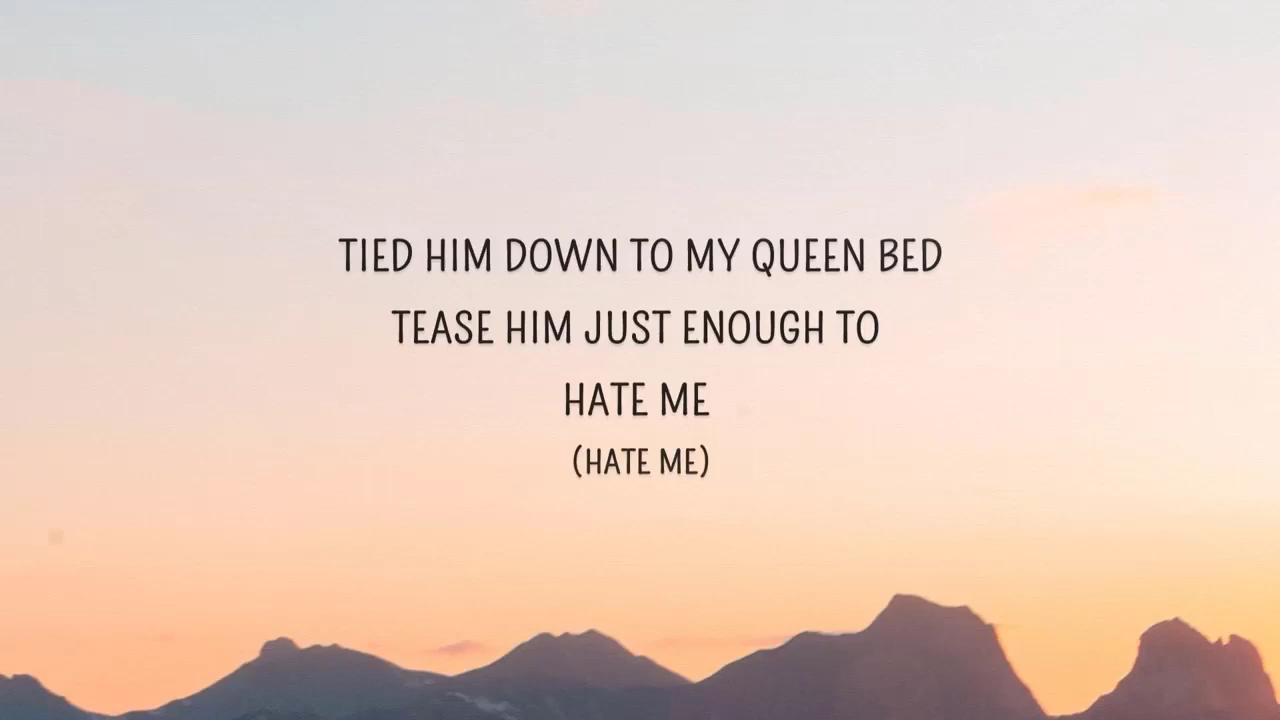 TIED HIM DOWN TO MY QUEEN BED
TEASE HIM JUST ENOUGH TO
HATE ME
(HATE ME)